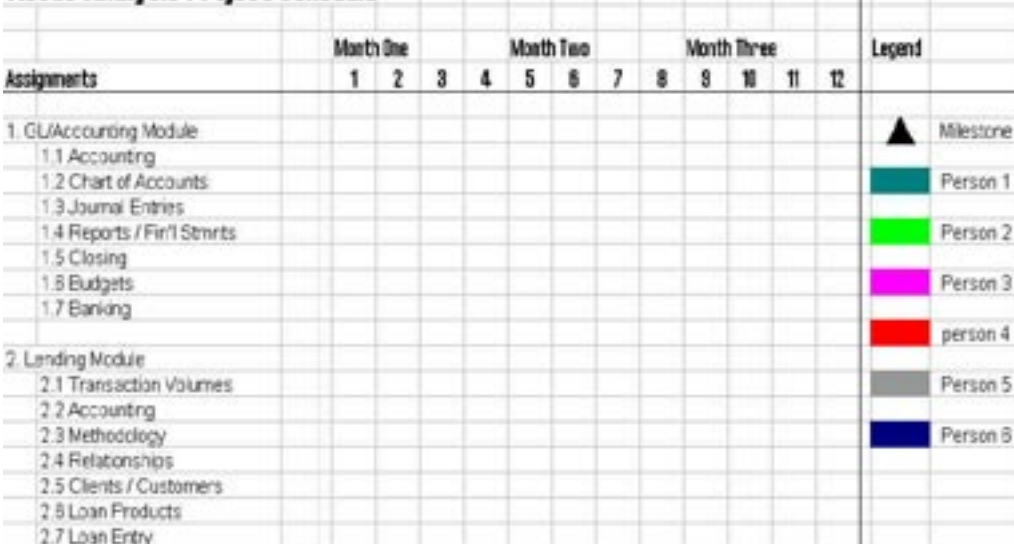 Month One Month Two Month Three Legend
Assignments 1 2 3 4 5 6 7 8 9 10 11 12
1. GL/Accounting Module
Milestone
1.1 Accounting
1.2 Chart of Accounts
Person 1
1.3 Journal Entries
1.4 Reports / Fin'l Stmnts
Person 2
1.5 Closing
1.6 Budgets
Person 3
1.7 Banking
person 4
2. Lending Module
2.1 Transaction Volumes
Person 5
2.2 Accounting
2.3 Methodology
Person 6
2.4 Relationships
2.5 Clients / Customers
2.6 Loan Products
2.7 Loan Entry